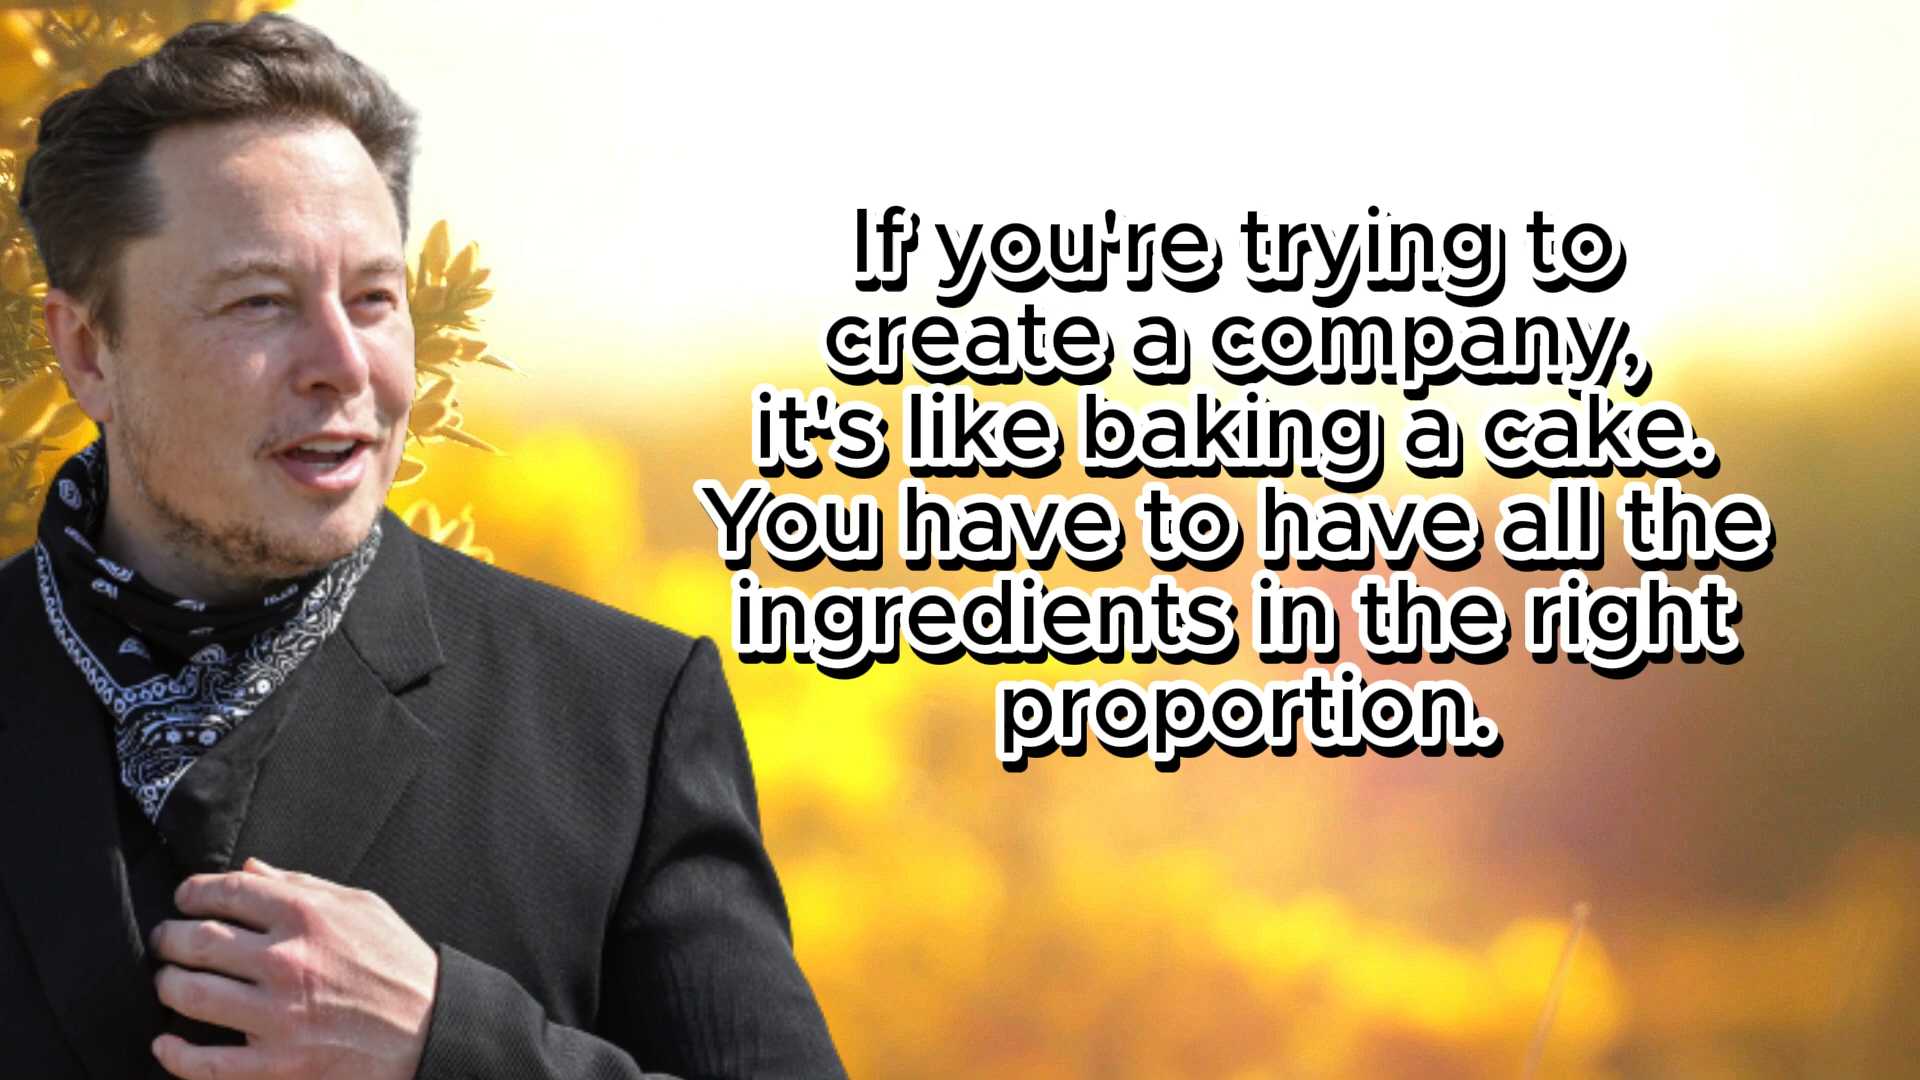 If you're trying to
create a company,
it's like baking a cake.
You have to have all the
ingredients in the right
proportion.